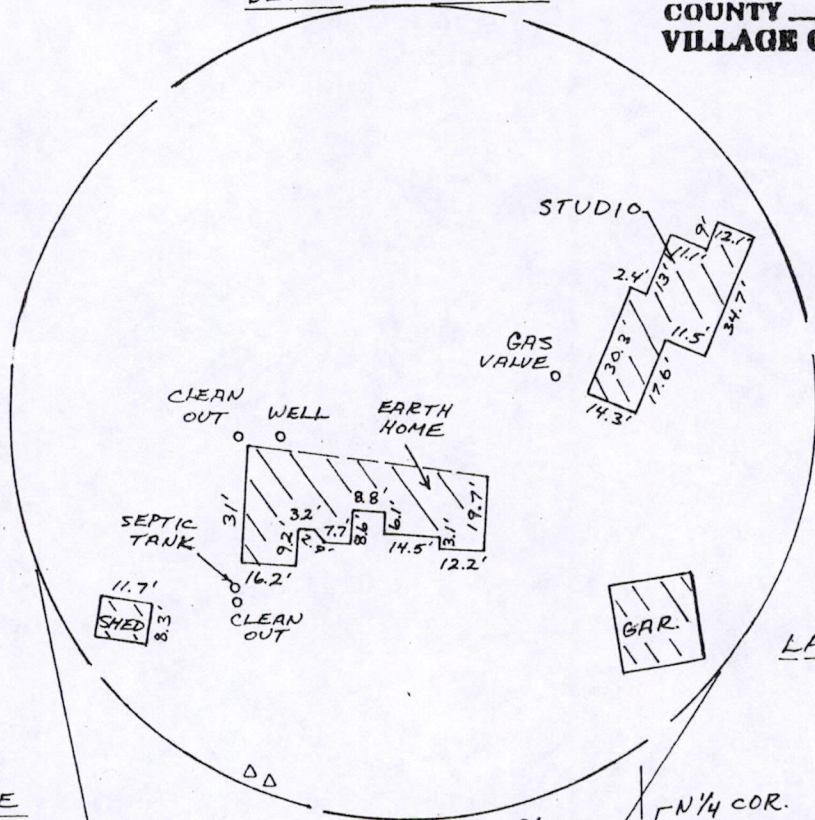 COUNTY
VILLAGE
STUDIO
9'
12.1'
11.1'
13'
2.4'
30.3'
11.5'
34.7'
17.6'
14.3'
GAS
VALVE
CLEAN
OUT
WELL
EARTH
HOME
31'
8.8'
19.7'
3.2'
9.2'
7.7'
8.6'
6.1'
14.5'
3.1'
12.2'
16.2'
SEPTIC
TANK
CLEAN
OUT
11.7'
SHED
8.3'
GAR.
N 1/4 COR.